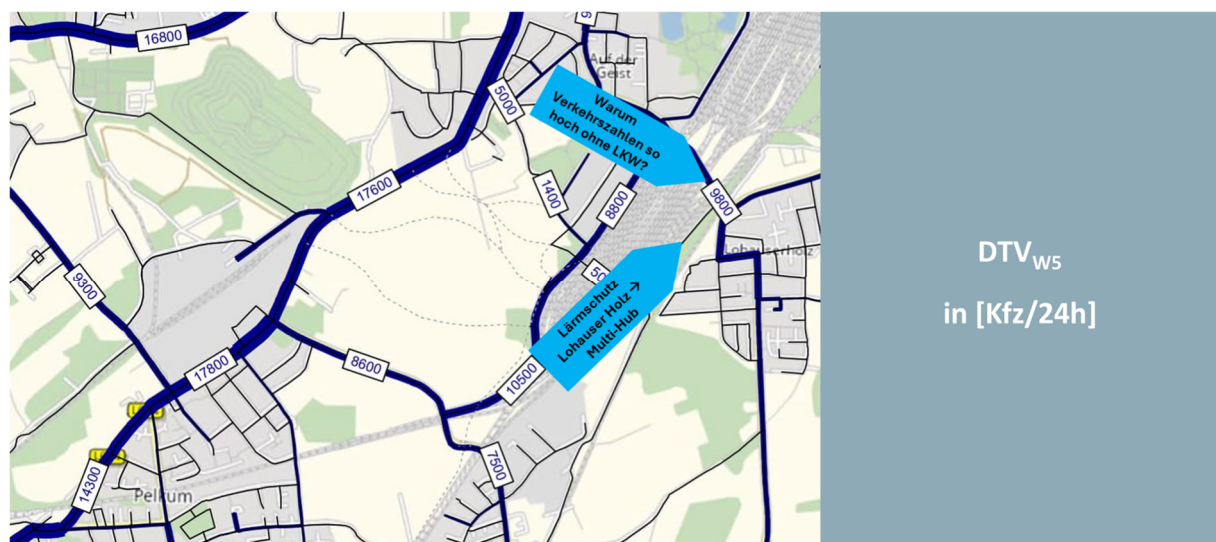 16800
Auf der
Geist
5000
Warum
Verkehrszahlen so
hoch ohne LKW?
17600
1400
8800
9800
Lohauserholz
9300
Lärmschutz
Lohauser Holz →
Multi-Hub
8600
17800
10500
7500
14300
Pelkum
DTVW5
in [Kfz/24h]